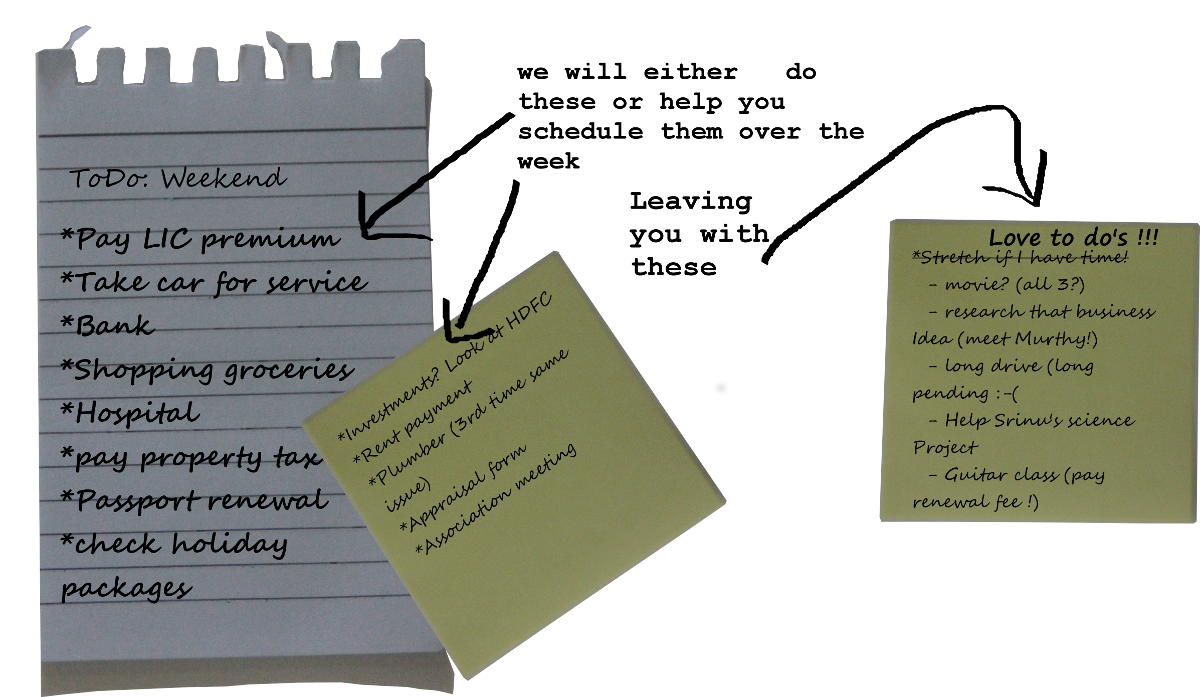 we will either do
these or help you
schedule them over the
week
Leaving
you with
these
ToDo: Weekend
*Pay LIC premium
*Take car for service
*Bank
*Shopping groceries
*Hospital
*pay property tax
*Passport renewal
*check holiday
packages
*Investments? Look at HDFC
*Rent payment
*Plumber (3rd time same
issue)
*Appraisal form
*Association meeting
Love to do's !!!
*Stretch if I have time!
- movie? (all 3?)
- research that business
Idea (meet Murthy!)
- long drive (long
pending :-(
- Help Srinu's science
Project
- Guitar class (pay
renewal fee !)